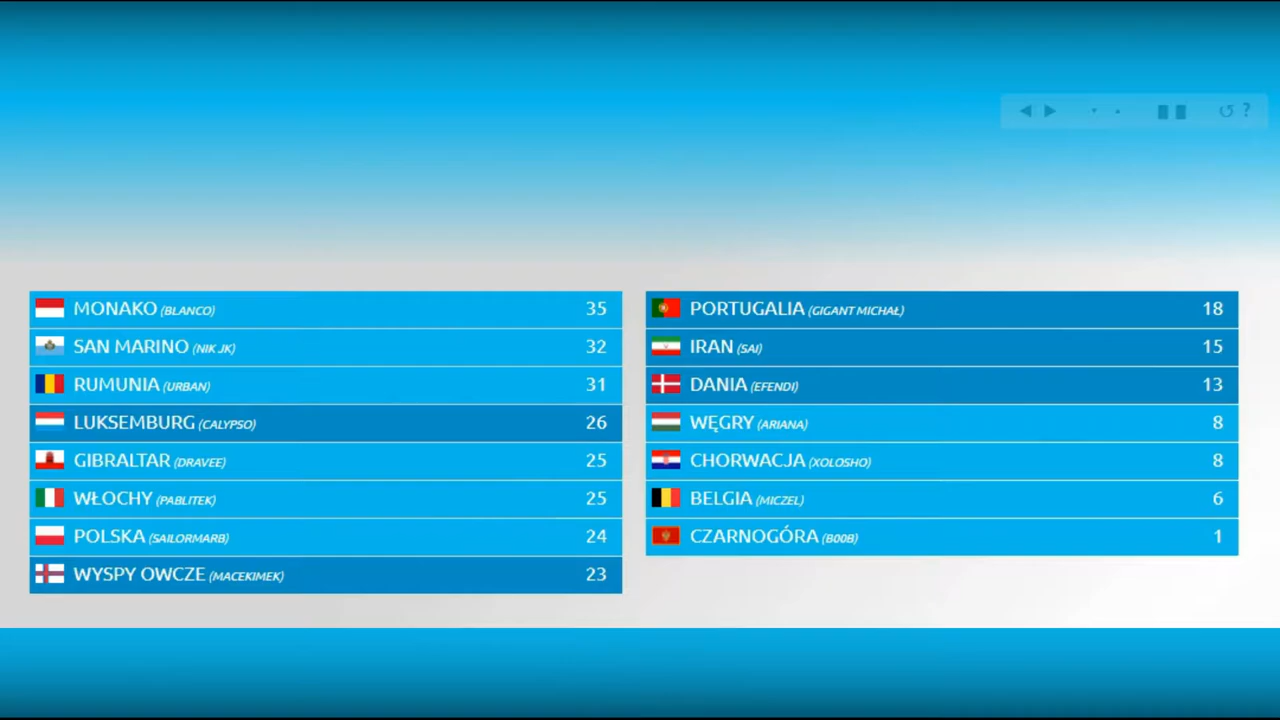 ?
MONAKO (BLANCO) 35
SAN MARINO (NIK JK) 32
RUMUNIA (URBAN) 31
LUKSEMBURG (CALYPSO) 26
GIBRALTAR (DRAVEE) 25
WŁOCHY (PABLITEK) 25
POLSKA (SAILORMARB) 24
WYSPY OWCZE (MACEKIMEK) 23
PORTUGALIA (GIGANT MICHAŁ) 18
IRAN (SAI) 15
DANIA (EFENDI) 13
WĘGRY (ARIANA) 8
CHORWACJA (XOLOSHO) 8
BELGIA (MICZEL) 6
CZARNOGÓRA (B00B) 1